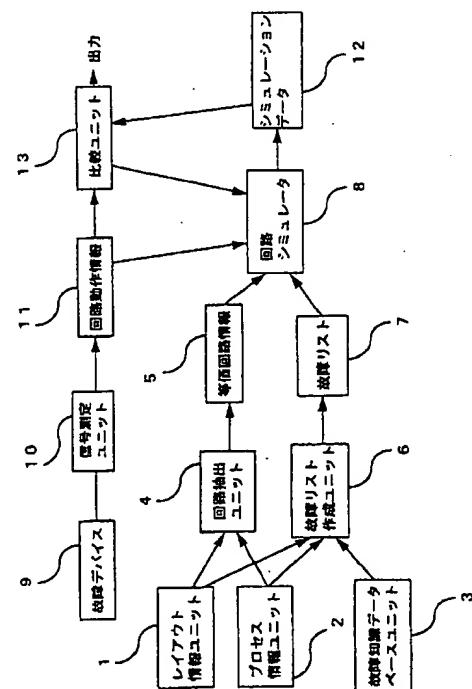 9
故障デバイス
10
信号測定
ユニット
11
回路動作情報
13
比較ユニット
出力
1
レイアウト
情報ユニット
4
回路抽出
ユニット
5
等価回路情報
回路
シミュレータ
8
シミュレーション
データ
12
プロセス
情報ユニット
2
故障リスト
作成ユニット
6
故障リスト
7
故障知識データ
ベースユニット
3